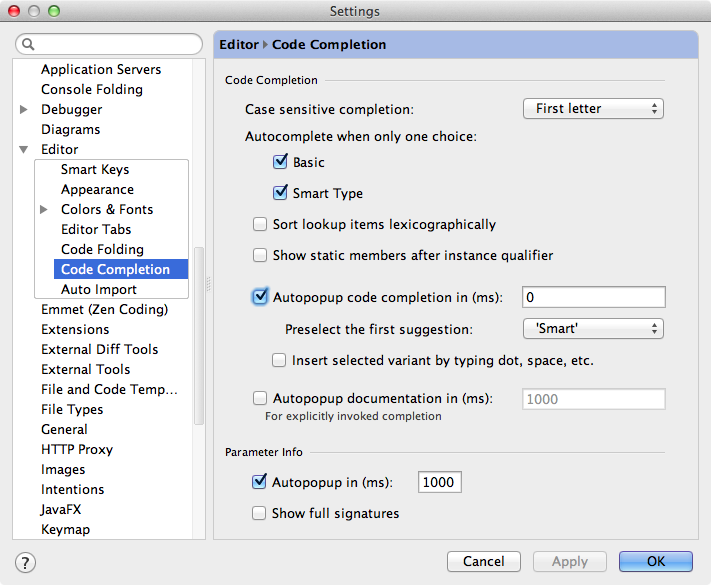 Settings
Application Servers
Console Folding
Debugger
Diagrams
Editor
Smart Keys
Appearance
Colors & Fonts
Editor Tabs
Code Folding
Code Completion
Auto Import
Emmet (Zen Coding)
Extensions
External Diff Tools
External Tools
File and Code Temp...
File Types
General
HTTP Proxy
Images
Intentions
JavaFX
Keymap
?
Editor › Code Completion
Code Completion
Case sensitive completion: First letter
Autocomplete when only one choice:
Basic
Smart Type
Sort lookup items lexicographically
Show static members after instance qualifier
Autopopup code completion in (ms): 0
Preselect the first suggestion: 'Smart'
Insert selected variant by typing dot, space, etc.
Autopopup documentation in (ms): 1000
For explicitly invoked completion
Parameter Info
Autopopup in (ms): 1000
Show full signatures
Cancel Apply OK